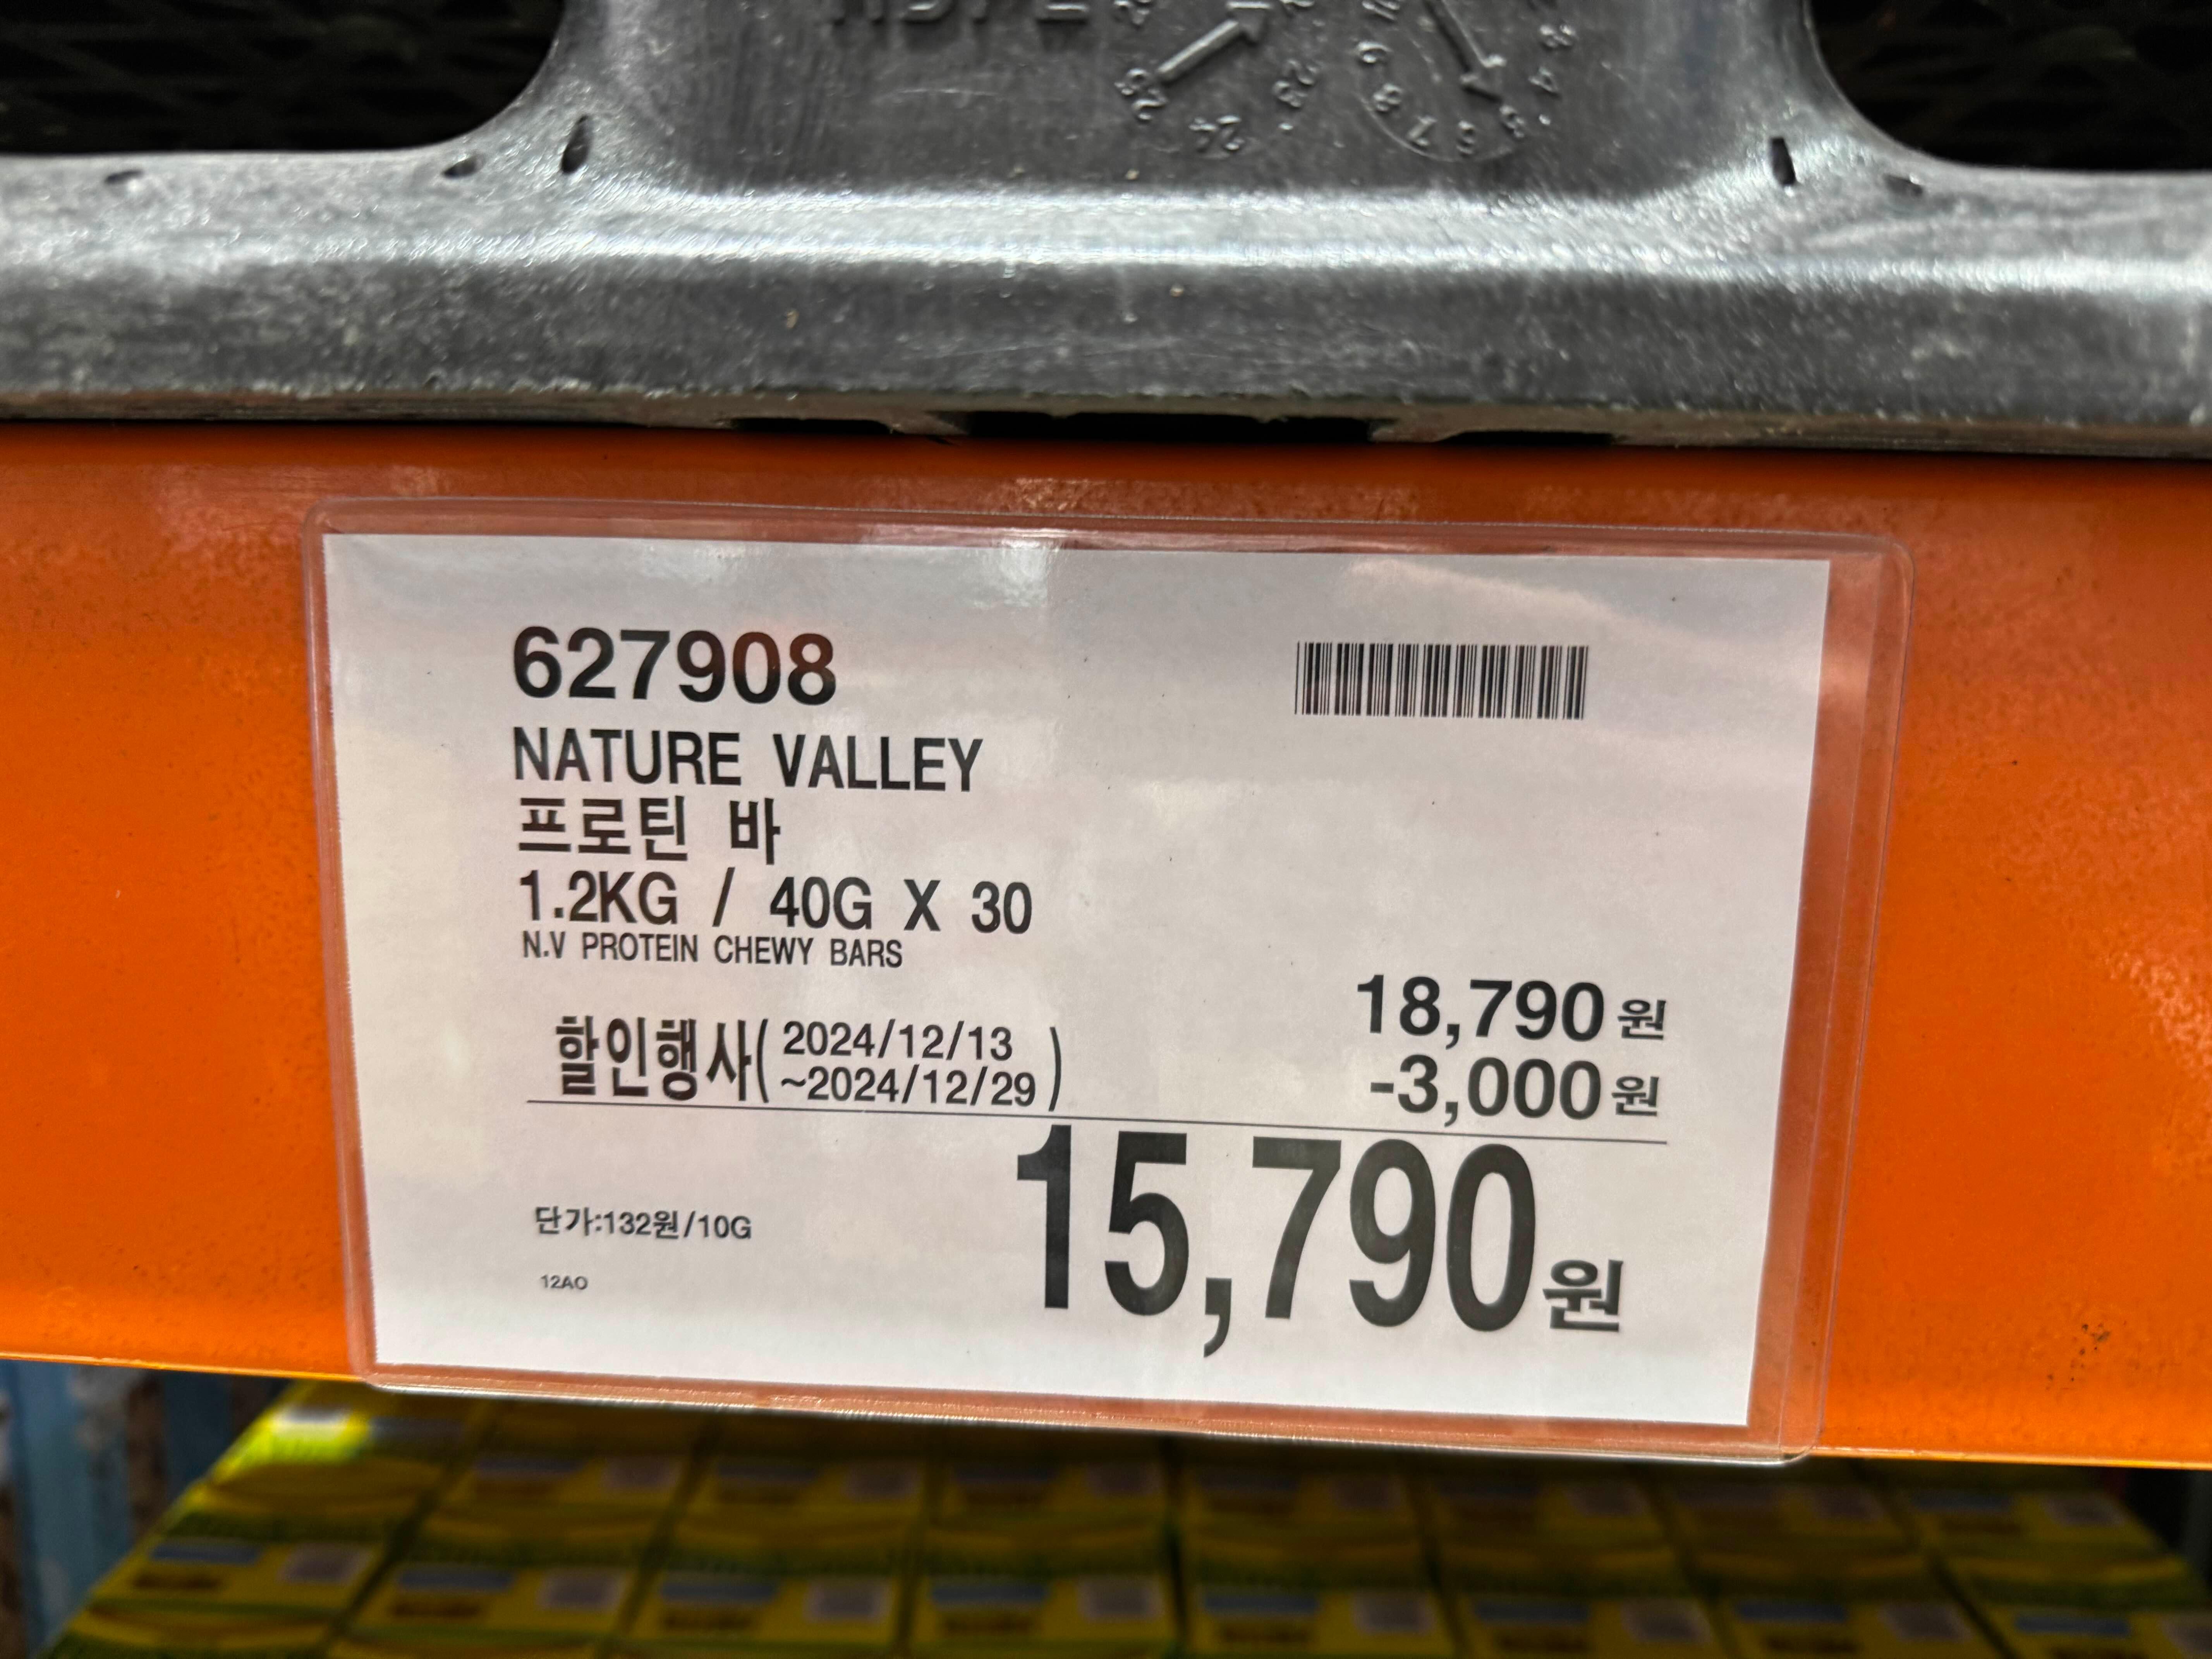 627908
NATURE VALLEY
프로틴 바
1.2KG / 40G X 30
N.V PROTEIN CHEWY BARS
18,790원
할인행사( 2024/12/13
~2024/12/29 )
-3,000원
15,790원
단가:132원/10G
12AO